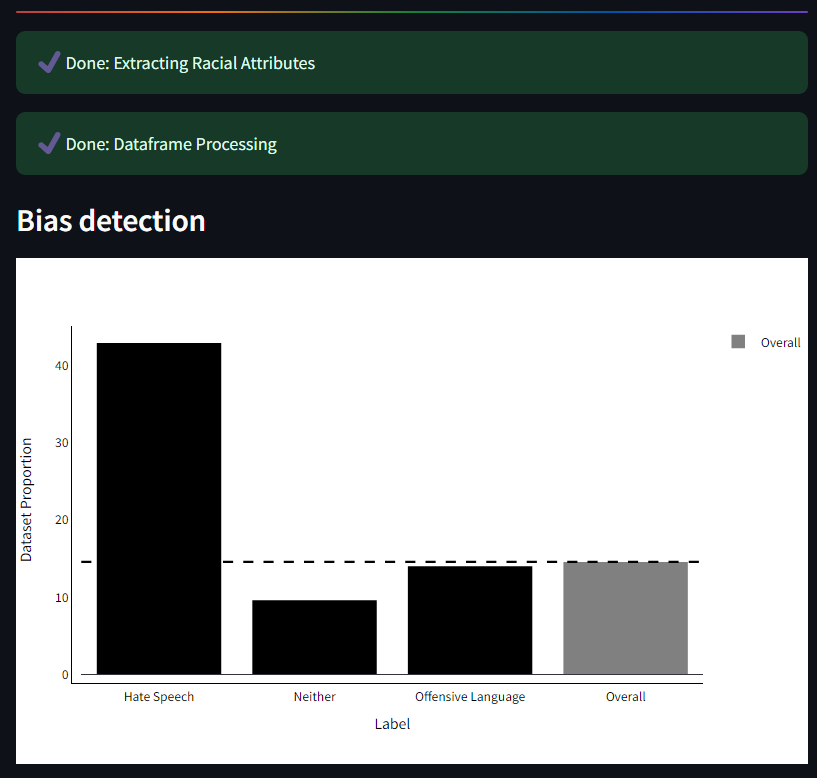 Done: Extracting Racial Attributes
Done: Dataframe Processing
Bias detection
Overall
Dataset Proportion
40
30
20
10
0
Hate Speech Neither Offensive Language Overall
Label